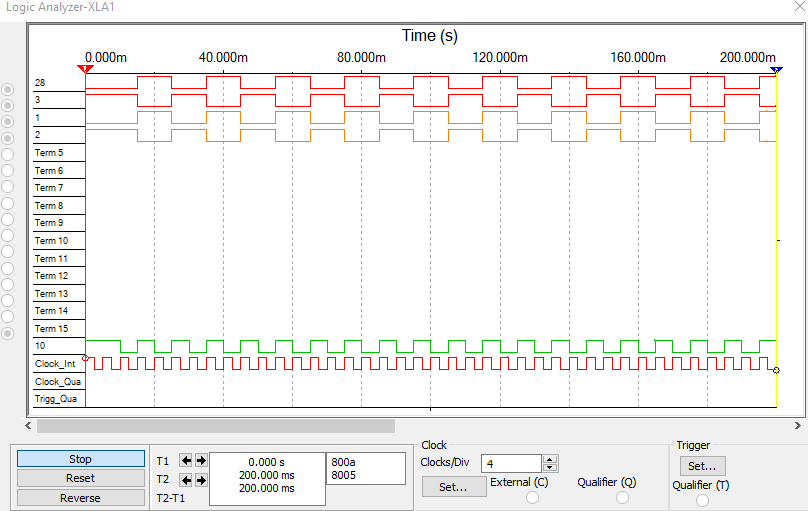 Logic Analyzer-XLA1
Time (s)
0.000m 40.000m 80.000m 120.000m 160.000m 200.000m
28
3
1
2
Term 5
Term 6
Term 7
Term 8
Term 9
Term 10
Term 11
Term 12
Term 13
Term 14
Term 15
10
Clock_Int
Clock_Qua
Trigg_Qua
Stop
Reset
Reverse
T1 0.000 s 800a
T2 200.000 ms 8005
T2-T1 200.000 ms
Clock
Clocks/Div 4
Set... External (C) Qualifier (Q)
Trigger
Set...
Qualifier (T)